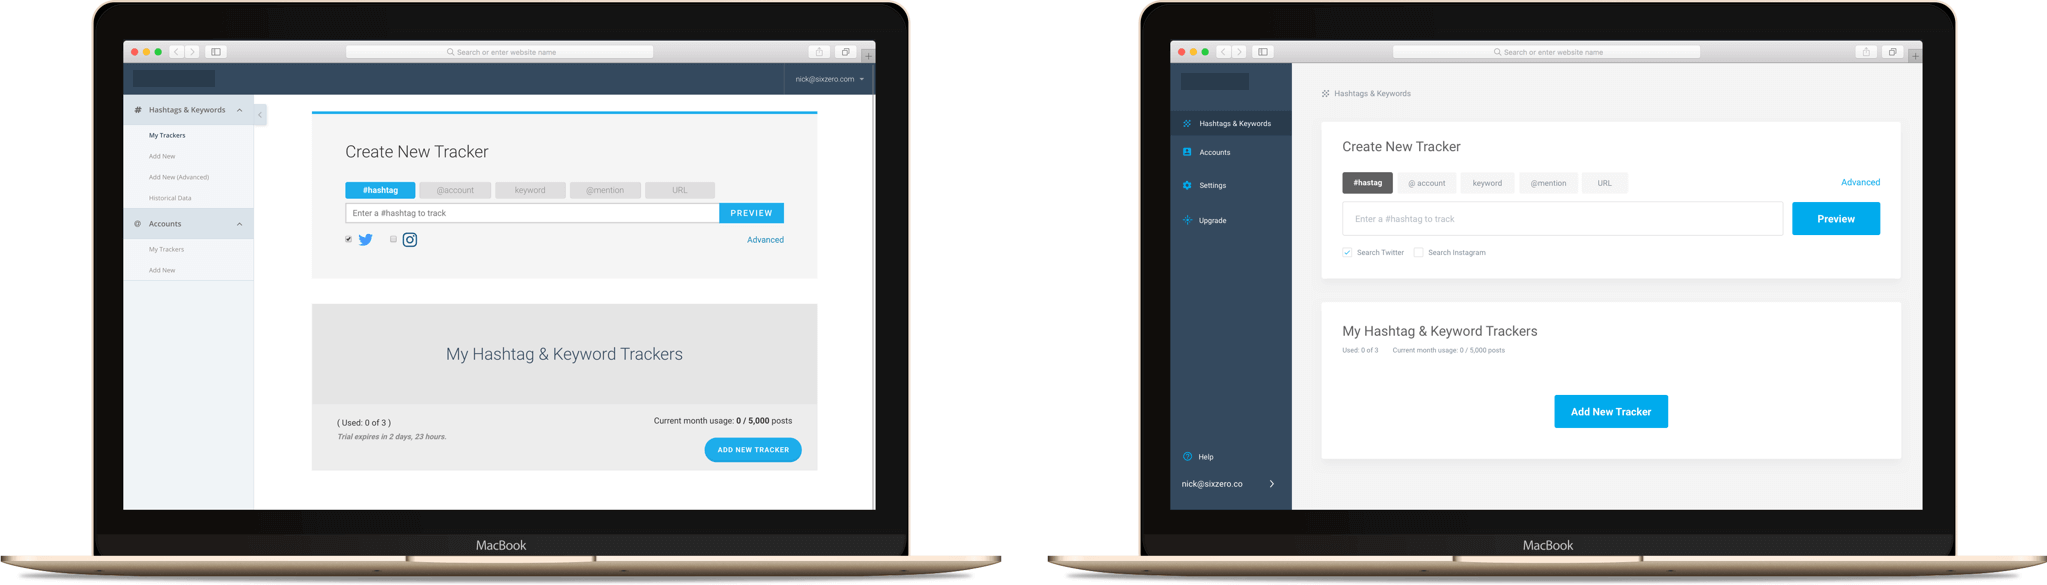 Search or enter website name
nick@sixzero.com
# Hashtags & Keywords
My Trackers
Add New
Add New (Advanced)
Historical Data
@ Accounts
My Trackers
Add New
Create New Tracker
#hashtag @account keyword @mention URL
Enter a #hashtag to track PREVIEW
Advanced
My Hashtag & Keyword Trackers
( Used: 0 of 3 )
Trial expires in 2 days, 23 hours.
Current month usage: 0 / 5,000 posts
ADD NEW TRACKER
MacBook
Search or enter website name
Hashtags & Keywords
Accounts
Settings
Upgrade
Help
nick@sixzero.co
Hashtags & Keywords
Create New Tracker
#hastag @ account keyword @mention URL
Advanced
Enter a #hashtag to track Preview
Search Twitter Search Instagram
My Hashtag & Keyword Trackers
Used: 0 of 3 Current month usage: 0 / 5,000 posts
Add New Tracker
MacBook